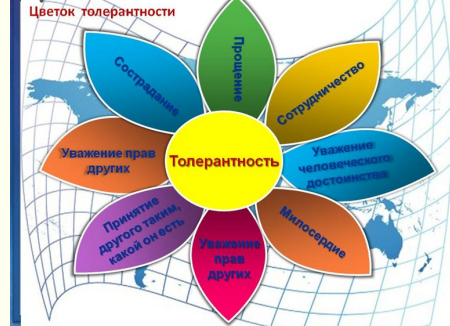 Цветок толерантности
Прощение
Сотрудничество
Уважение
человеческого
достоинства
Милосердие
Уважение
прав
других
Принятие
другого таким,
какой он есть
Уважение прав
других
Сострадание
Толерантность